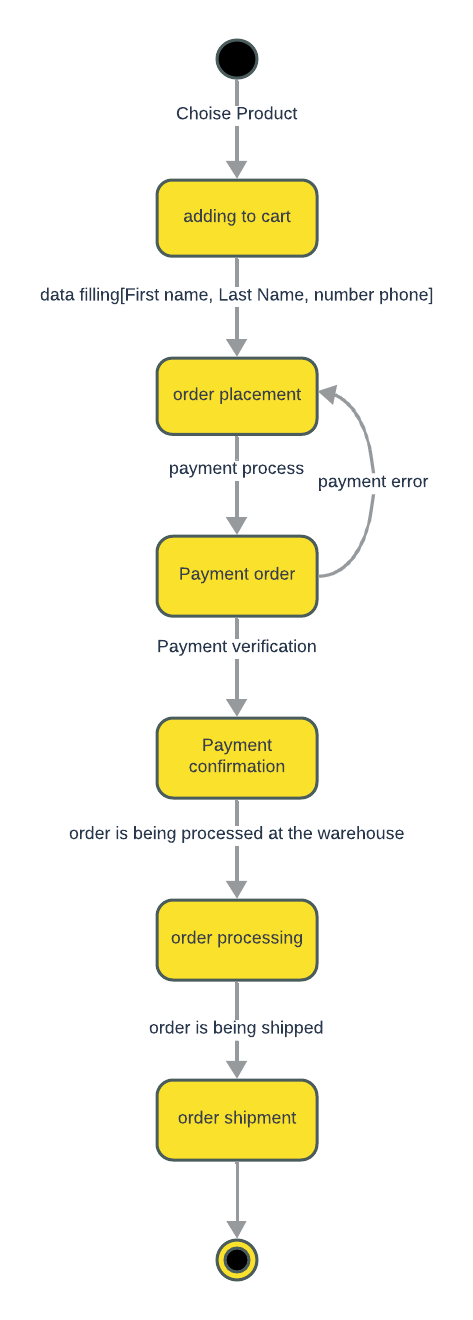 Choise Product
adding to cart
data filling[First name, Last Name, number phone]
order placement
payment process
payment error
Payment order
Payment verification
Payment
confirmation
order is being processed at the warehouse
order processing
order is being shipped
order shipment